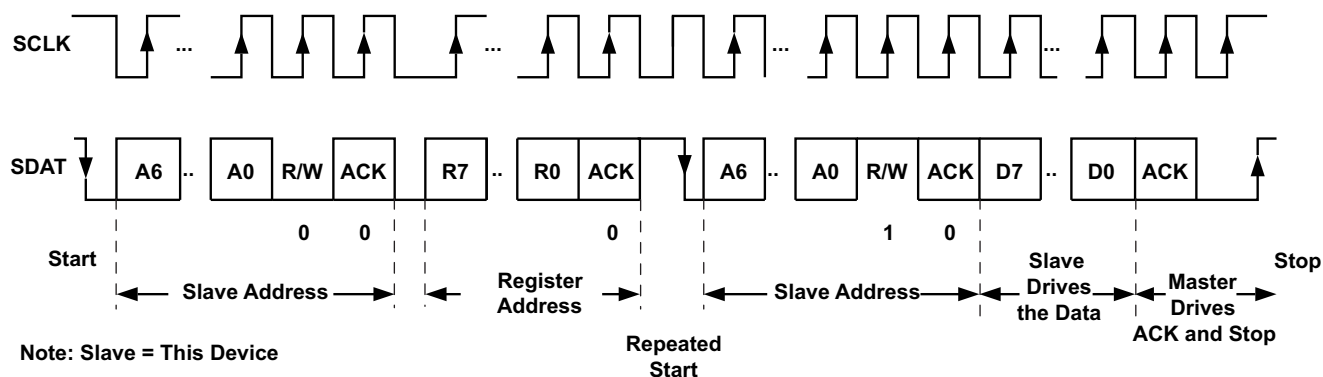 SCLK
... ... ... ...
SDAT
A6 .. A0 R/W ACK R7 .. R0 ACK A6 .. A0 R/W ACK D7 .. D0 ACK
0 0 0 1 0
Start
Slave Address
Register
Address
Repeated
Start
Slave Address
Slave
Drives
the Data
Master
Drives
ACK and Stop
Stop
Note: Slave = This Device